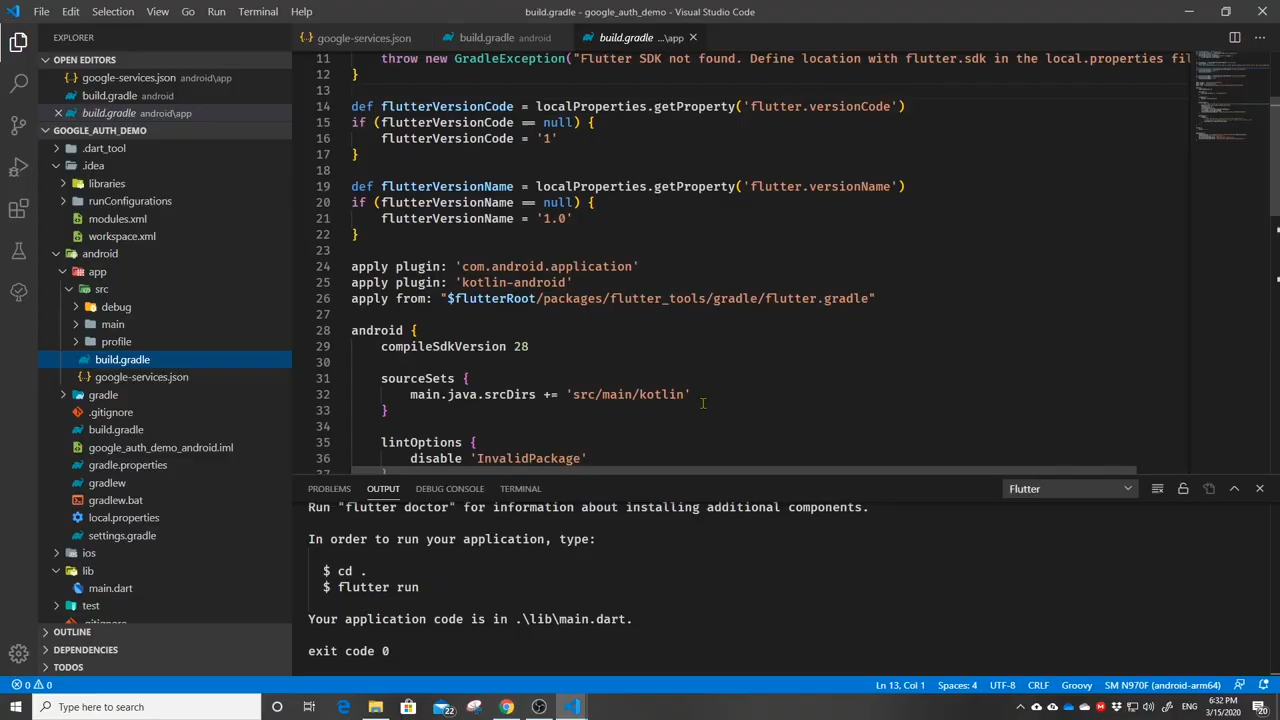 File Edit Selection View Go Run Terminal Help
build.gradle - google_auth_demo - Visual Studio Code
EXPLORER
google-services.json
build.gradle android
build.gradle ...\app
OPEN EDITORS
google-services.json android\app
build.gradle android
build.gradle android\app
GOOGLE_AUTH_DEMO
.dart_tool
.idea
libraries
runConfigurations
modules.xml
workspace.xml
android
app
src
debug
main
profile
build.gradle
google-services.json
gradle
.gitignore
build.gradle
google_auth_demo_android.iml
gradle.properties
gradlew
gradlew.bat
local.properties
settings.gradle
ios
lib
main.dart
test
.gitignore
OUTLINE
DEPENDENCIES
TODOS
11 throw new GradleException("Flutter SDK not found. Define location with flutter.sdk in the local.properties fil
12 }
13
14 def flutterVersionCode = localProperties.getProperty('flutter.versionCode')
15 if (flutterVersionCode == null) {
16 flutterVersionCode = '1'
17 }
18
19 def flutterVersionName = localProperties.getProperty('flutter.versionName')
20 if (flutterVersionName == null) {
21 flutterVersionName = '1.0'
22 }
23
24 apply plugin: 'com.android.application'
25 apply plugin: 'kotlin-android'
26 apply from: "$flutterRoot/packages/flutter_tools/gradle/flutter.gradle"
27
28 android {
29 compileSdkVersion 28
30
31 sourceSets {
32 main.java.srcDirs += 'src/main/kotlin'
33 }
34
35 lintOptions {
36 disable 'InvalidPackage'
37 }
PROBLEMS OUTPUT DEBUG CONSOLE TERMINAL
Flutter
Run "flutter doctor" for information about installing additional components.
In order to run your application, type:
$ cd .
$ flutter run
Your application code is in .\lib\main.dart.
exit code 0
0 0
Ln 13, Col 1 Spaces: 4 UTF-8 CRLF Groovy SM N970F (android-arm64)
Type here to search
22
ENG
6:32 PM
3/15/2020
20